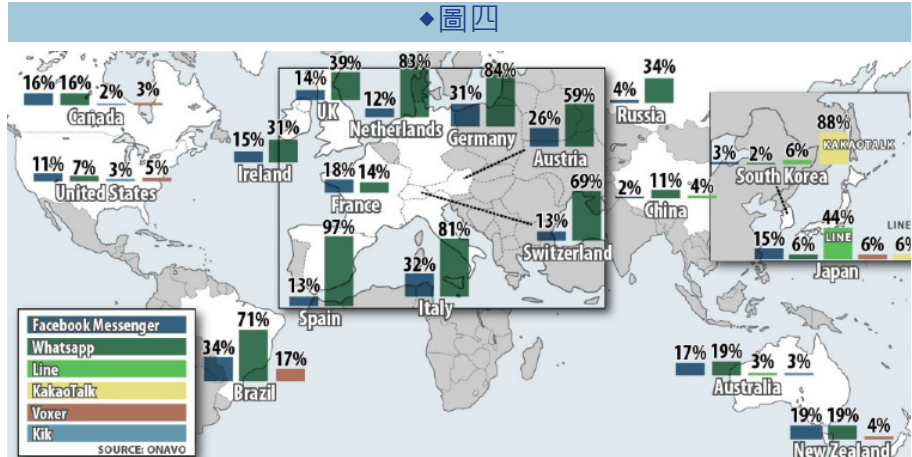 ◆圖四
16% 16% 2% 3%
Canada
11% 7% 3% 5%
United States
15% 31%
Ireland
14% 39%
UK
12% 83%
Netherlands
31% 84%
Germany
26% 59%
Austria
18% 14%
France
13% 69%
Switzerland
13% 97%
Spain
32% 81%
Italy
4% 34%
Russia
2% 11% 4%
China
3% 2% 6% 88%
KAKAOTALK
South Korea
LINE
15% 6% 44% 6% 6%
LINE
Japan
34% 71% 17%
Brazil
17% 19% 3% 3%
Australia
19% 19% 4%
New Zealand
Facebook Messenger
Whatsapp
Line
KakaoTalk
Voxer
Kik
SOURCE: ONAVO